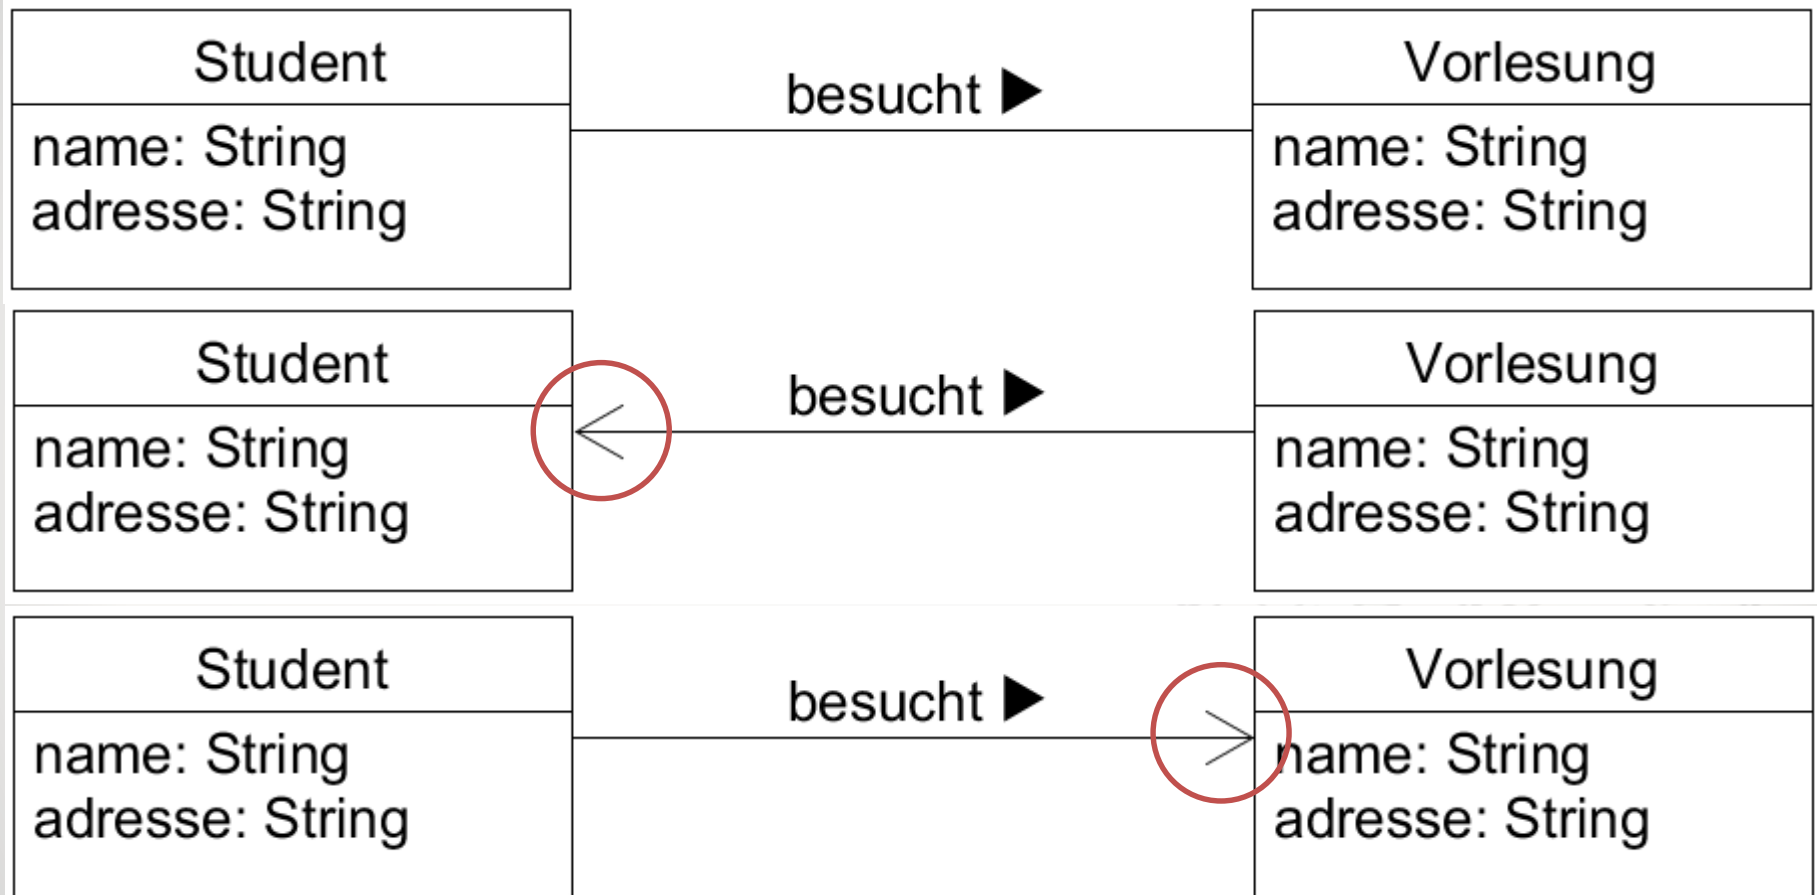 Student
besucht ▶
Vorlesung
name: String
adresse: String
name: String
adresse: String
Student
besucht ▶
Vorlesung
name: String
adresse: String
name: String
adresse: String
Student
besucht ▶
Vorlesung
name: String
adresse: String
name: String
adresse: String